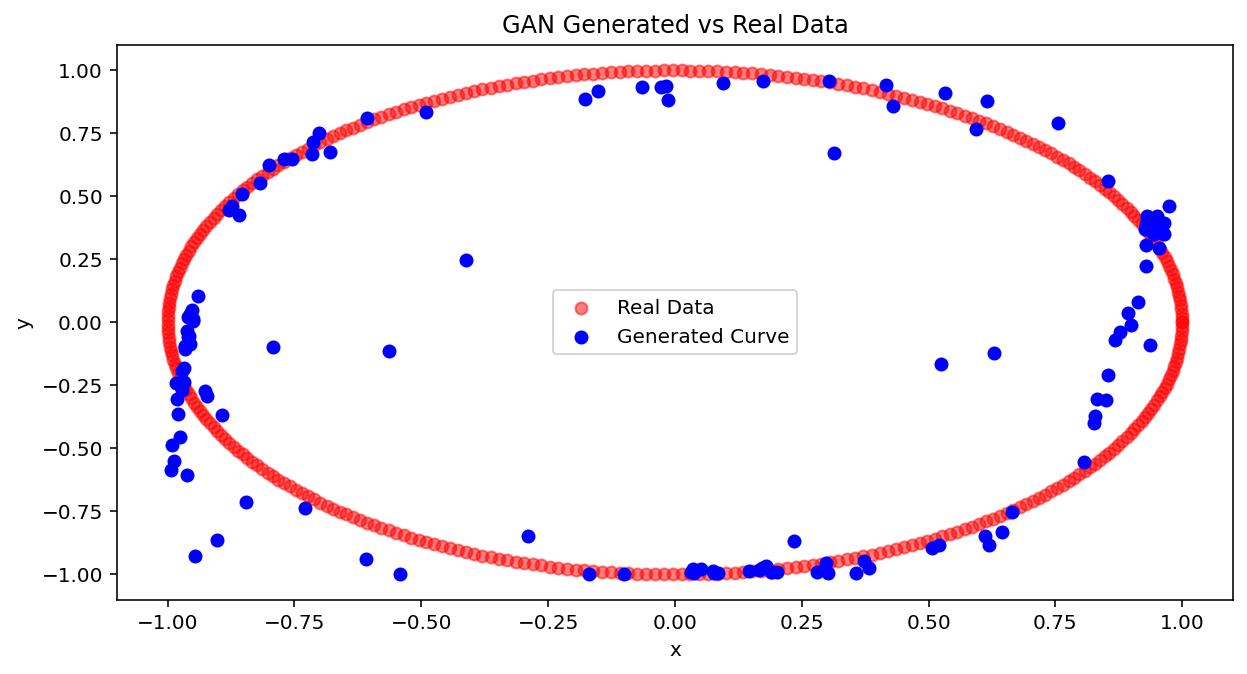 GAN Generated vs Real Data
1.00
0.75
0.50
0.25
0.00
−0.25
−0.50
−0.75
−1.00
y
Real Data
Generated Curve
−1.00 −0.75 −0.50 −0.25 0.00 0.25 0.50 0.75 1.00
x